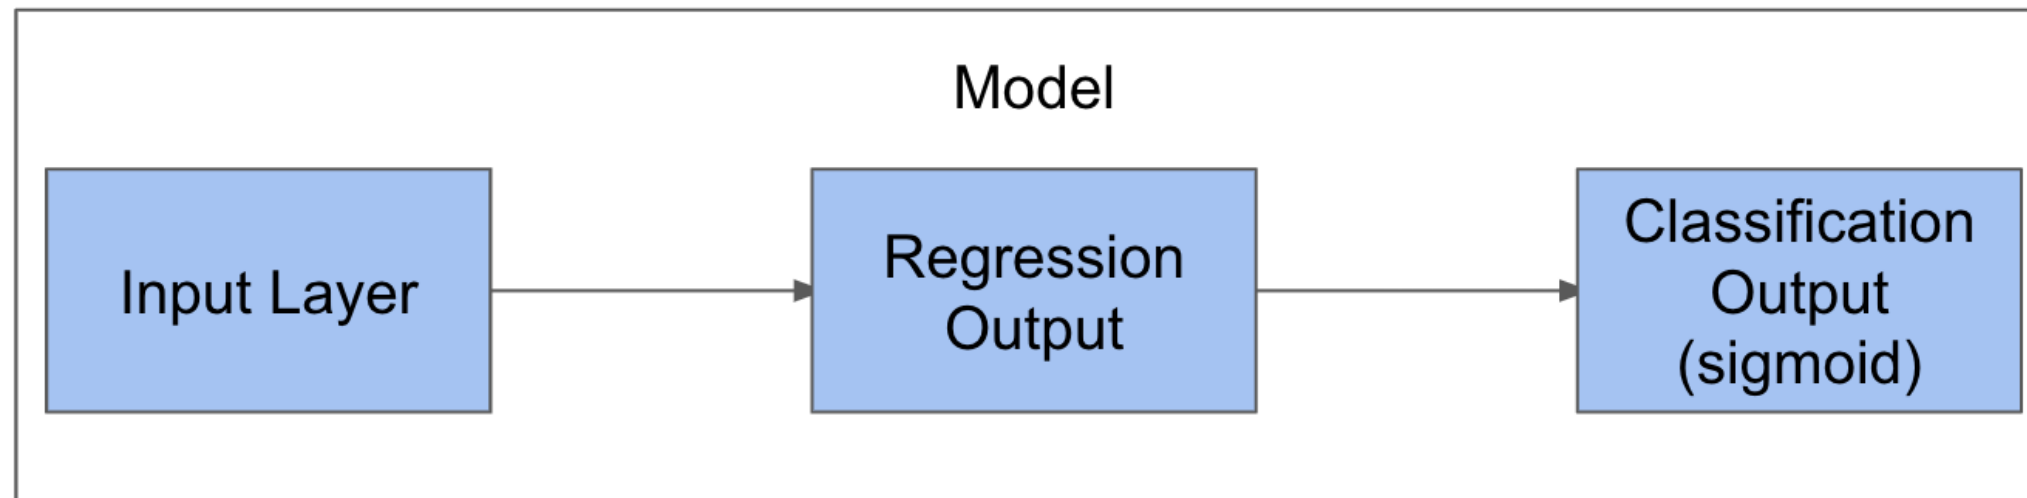 Model
Input Layer
Regression
Output
Classification
Output
(sigmoid)